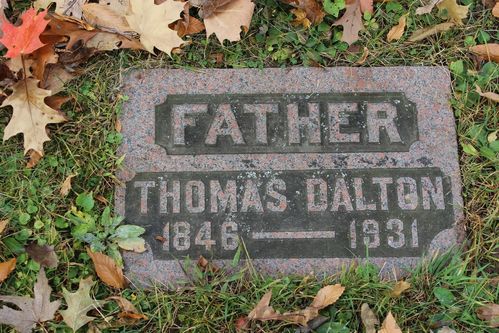 FATHER
THOMAS DALTON
1846 — 1931